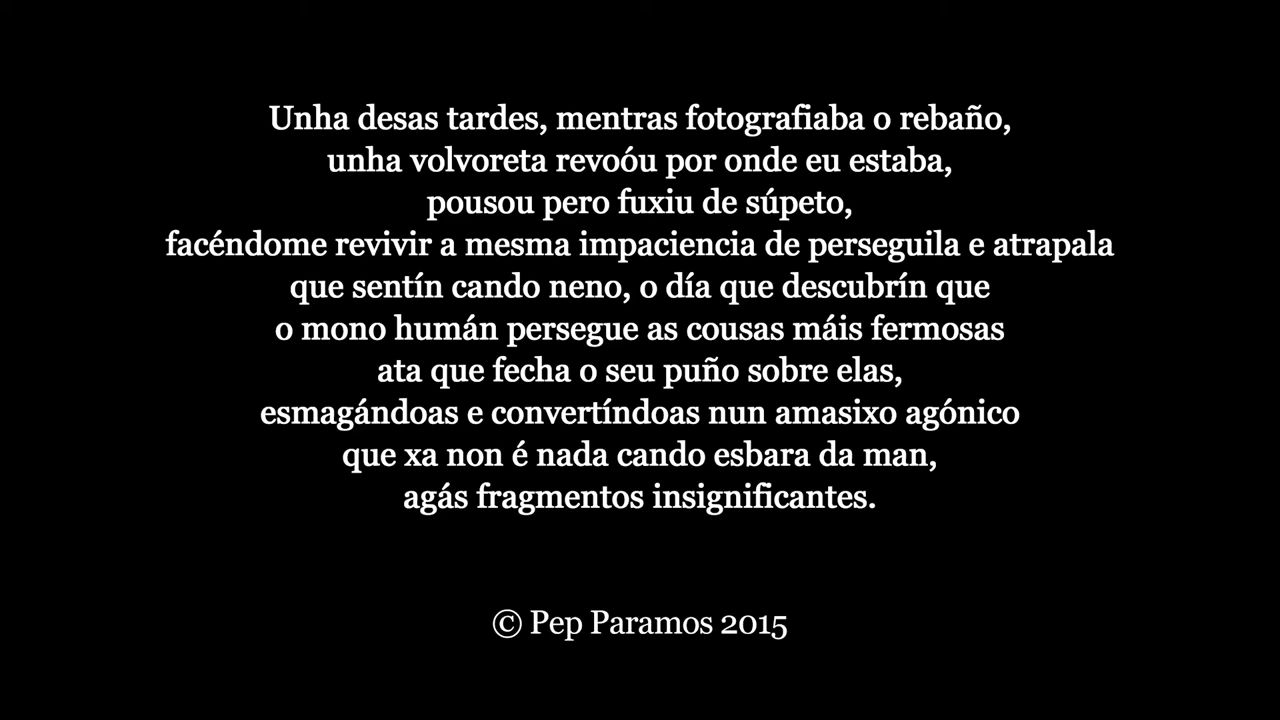 Unha desas tardes, mentras fotografiaba o rebaño,
unha volvoreta revoóu por onde eu estaba,
pousou pero fuxiu de súpeto,
facéndome revivir a mesma impaciencia de perseguila e atrapala
que sentín cando neno, o día que descubrín que
o mono humán persegue as cousas máis fermosas
ata que fecha o seu puño sobre elas,
esmagándoas e convertíndoas nun amasixo agónico
que xa non é nada cando esbara da man,
agás fragmentos insignificantes.
© Pep Paramos 2015